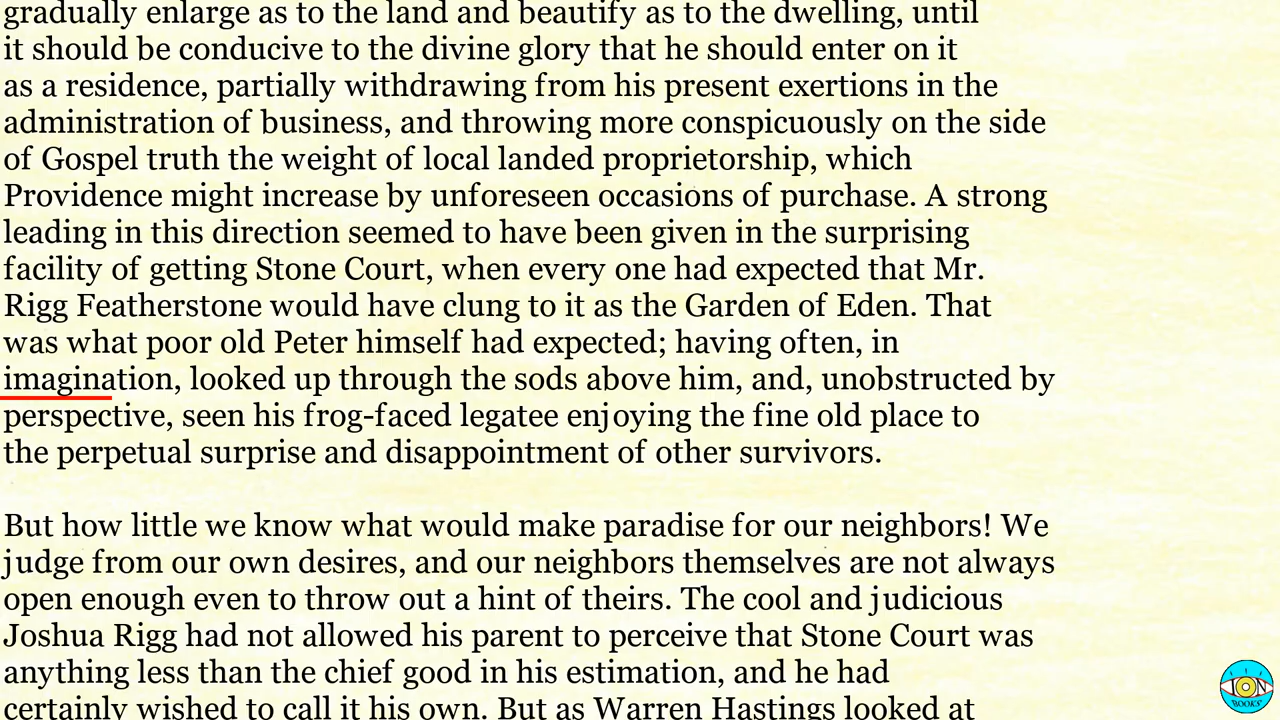 gradually enlarge as to the land and beautify as to the dwelling, until
it should be conducive to the divine glory that he should enter on it
as a residence, partially withdrawing from his present exertions in the
administration of business, and throwing more conspicuously on the side
of Gospel truth the weight of local landed proprietorship, which
Providence might increase by unforeseen occasions of purchase. A strong
leading in this direction seemed to have been given in the surprising
facility of getting Stone Court, when every one had expected that Mr.
Rigg Featherstone would have clung to it as the Garden of Eden. That
was what poor old Peter himself had expected; having often, in
imagination, looked up through the sods above him, and, unobstructed by
perspective, seen his frog-faced legatee enjoying the fine old place to
the perpetual surprise and disappointment of other survivors.
But how little we know what would make paradise for our neighbors! We
judge from our own desires, and our neighbors themselves are not always
open enough even to throw out a hint of theirs. The cool and judicious
Joshua Rigg had not allowed his parent to perceive that Stone Court was
anything less than the chief good in his estimation, and he had
certainly wished to call it his own. But as Warren Hastings looked at
ION
BOOKS